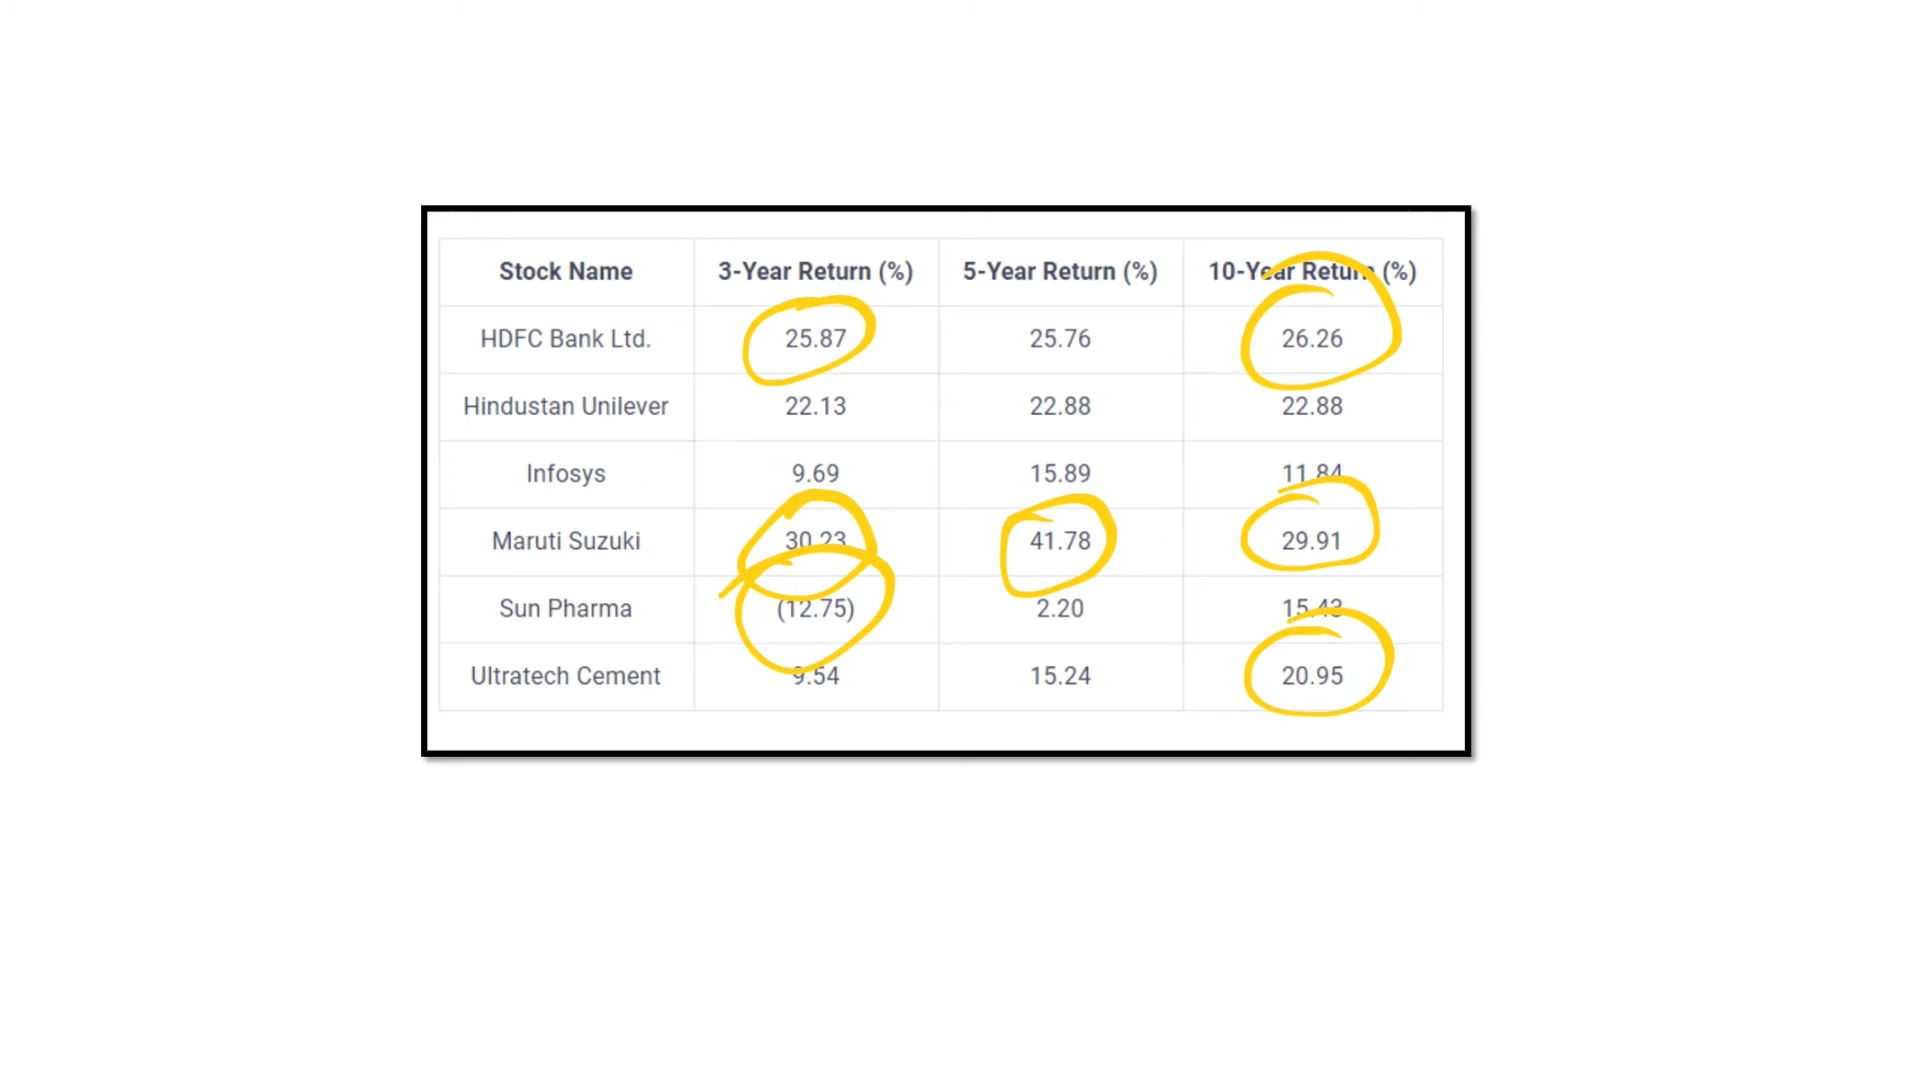 Stock Name 3-Year Return (%) 5-Year Return (%) 10-Year Return (%)
HDFC Bank Ltd. 25.87 25.76 26.26
Hindustan Unilever 22.13 22.88 22.88
Infosys 9.69 15.89 11.84
Maruti Suzuki 30.23 41.78 29.91
Sun Pharma (12.75) 2.20 15.43
Ultratech Cement 9.54 15.24 20.95